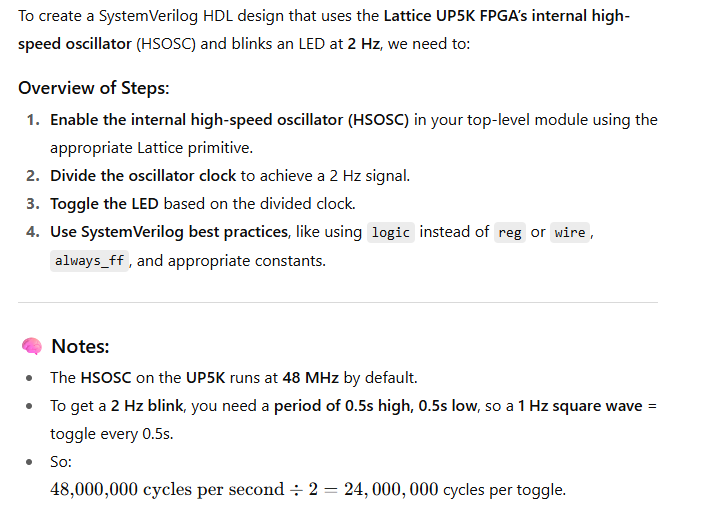 To create a SystemVerilog HDL design that uses the Lattice UP5K FPGA's internal high-
speed oscillator (HSOSC) and blinks an LED at 2 Hz, we need to:
Overview of Steps:
1. Enable the internal high-speed oscillator (HSOSC) in your top-level module using the
appropriate Lattice primitive.
2. Divide the oscillator clock to achieve a 2 Hz signal.
3. Toggle the LED based on the divided clock.
4. Use SystemVerilog best practices, like using logic instead of reg or wire,
always_ff, and appropriate constants.
Notes:
• The HSOSC on the UP5K runs at 48 MHz by default.
• To get a 2 Hz blink, you need a period of 0.5s high, 0.5s low, so a 1 Hz square wave =
toggle every 0.5s.
• So:
48,000,000 cycles per second ÷ 2 = 24,000,000 cycles per toggle.